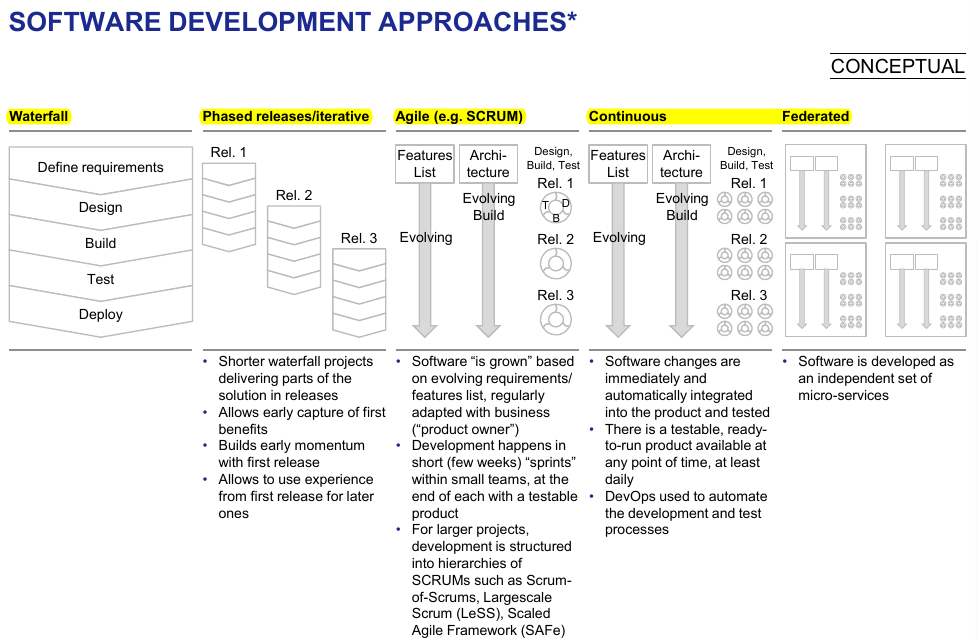 SOFTWARE DEVELOPMENT APPROACHES*
CONCEPTUAL
Waterfall
Define requirements
Design
Build
Test
Deploy
Phased releases/iterative
Rel. 1
Rel. 2
Rel. 3
• Shorter waterfall projects
delivering parts of the
solution in releases
• Allows early capture of first
benefits
• Builds early momentum
with first release
• Allows to use experience
from first release for later
ones
Agile (e.g. SCRUM)
Features
List
Archi-
tecture
Design,
Build, Test
Evolving
Build
Evolving
Rel. 1
T D
B
Rel. 2
Rel. 3
• Software “is grown” based
on evolving requirements/
features list, regularly
adapted with business
(“product owner”)
• Development happens in
short (few weeks) “sprints”
within small teams, at the
end of each with a testable
product
• For larger projects,
development is structured
into hierarchies of
SCRUMs such as Scrum-
of-Scrums, Largescale
Scrum (LeSS), Scaled
Agile Framework (SAFe)
Continuous
Features
List
Archi-
tecture
Design,
Build, Test
Evolving
Build
Evolving
Rel. 1
Rel. 2
Rel. 3
• Software changes are
immediately and
automatically integrated
into the product and tested
• There is a testable, ready-
to-run product available at
any point of time, at least
daily
• DevOps used to automate
the development and test
processes
Federated
• Software is developed as
an independent set of
micro-services